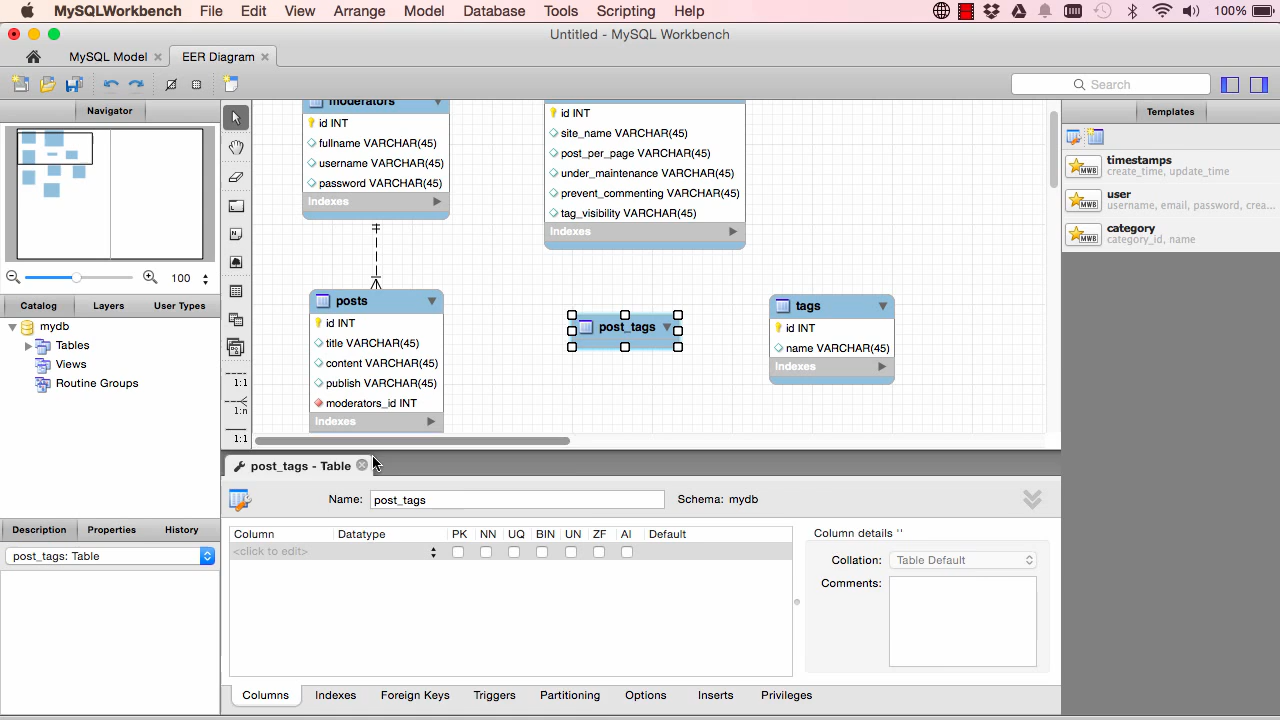 MySQLWorkbench File Edit View Arrange Model Database Tools Scripting Help 100%
Untitled - MySQL Workbench
MySQL Model EER Diagram
Search
Navigator
100
Catalog Layers User Types
mydb
Tables
Views
Routine Groups
Description Properties History
post_tags: Table
1:1
1:n
1:1
moderators
id INT
fullname VARCHAR(45)
username VARCHAR(45)
password VARCHAR(45)
Indexes
id INT
site_name VARCHAR(45)
post_per_page VARCHAR(45)
under_maintenance VARCHAR(45)
prevent_commenting VARCHAR(45)
tag_visibility VARCHAR(45)
Indexes
posts
id INT
title VARCHAR(45)
content VARCHAR(45)
publish VARCHAR(45)
moderators_id INT
Indexes
post_tags
tags
id INT
name VARCHAR(45)
Indexes
Templates
MWB
timestamps
create_time, update_time
MWB
user
username, email, password, crea...
MWB
category
category_id, name
post_tags - Table
Name: post_tags Schema: mydb
Column Datatype PK NN UQ BIN UN ZF AI Default
<click to edit>
Column details ''
Collation: Table Default
Comments:
Columns Indexes Foreign Keys Triggers Partitioning Options Inserts Privileges